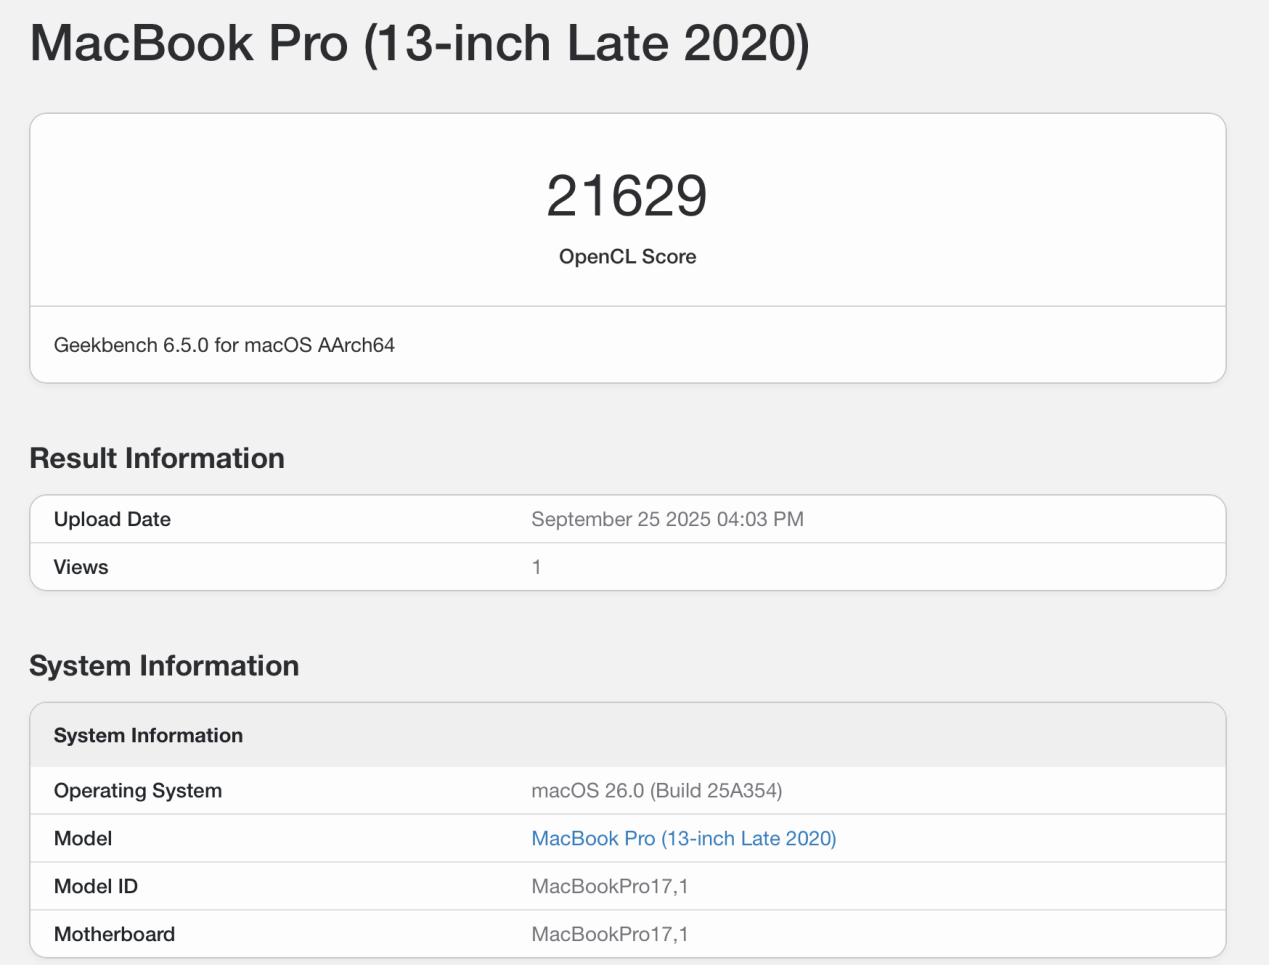 MacBook Pro (13-inch Late 2020)
21629
OpenCL Score
Geekbench 6.5.0 for macOS AArch64
Result Information
Upload Date September 25 2025 04:03 PM
Views 1
System Information
System Information
Operating System macOS 26.0 (Build 25A354)
Model MacBook Pro (13-inch Late 2020)
Model ID MacBookPro17,1
Motherboard MacBookPro17,1